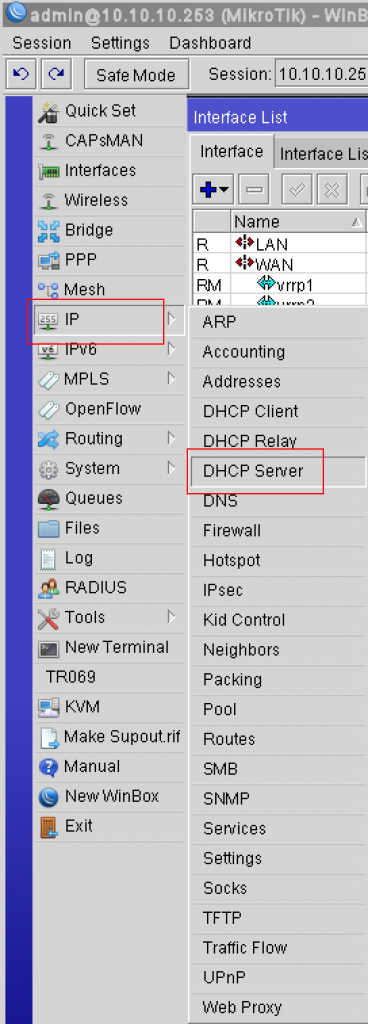 admin@10.10.10.253 (MikroTik) - WinB
Session Settings Dashboard
Safe Mode Session: 10.10.10.25
Quick Set
CAPsMAN
Interfaces
Wireless
Bridge
PPP
Mesh
255 IP
v6 IPv6
MPLS
OpenFlow
Routing
System
Queues
Files
Log
RADIUS
Tools
New Terminal
TR069
KVM
Make Supout.rif
Manual
New WinBox
Exit
Interface List
Interface Interface Lis
Name
R LAN
R WAN
RM vrrp1
RM vrrp2
ARP
Accounting
Addresses
DHCP Client
DHCP Relay
DHCP Server
DNS
Firewall
Hotspot
IPsec
Kid Control
Neighbors
Packing
Pool
Routes
SMB
SNMP
Services
Settings
Socks
TFTP
Traffic Flow
UPnP
Web Proxy